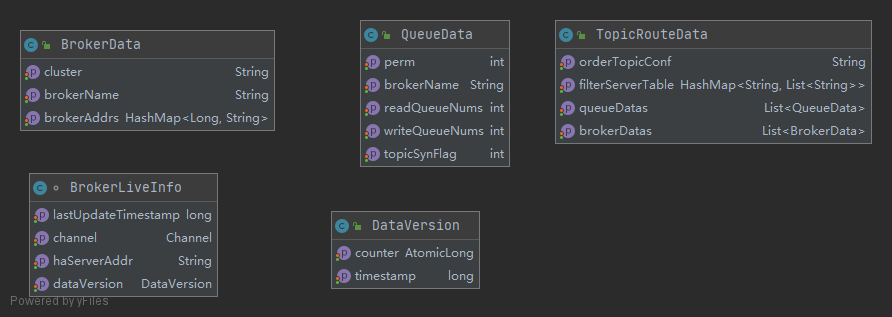 BrokerData
cluster String
brokerName String
brokerAddrs HashMap<Long, String>
QueueData
perm int
brokerName String
readQueueNums int
writeQueueNums int
topicSynFlag int
TopicRouteData
orderTopicConf String
filterServerTable HashMap<String, List<String>>
queueDatas List<QueueData>
brokerDatas List<BrokerData>
BrokerLiveInfo
lastUpdateTimestamp long
channel Channel
haServerAddr String
dataVersion DataVersion
DataVersion
counter AtomicLong
timestamp long
Powered by yFiles